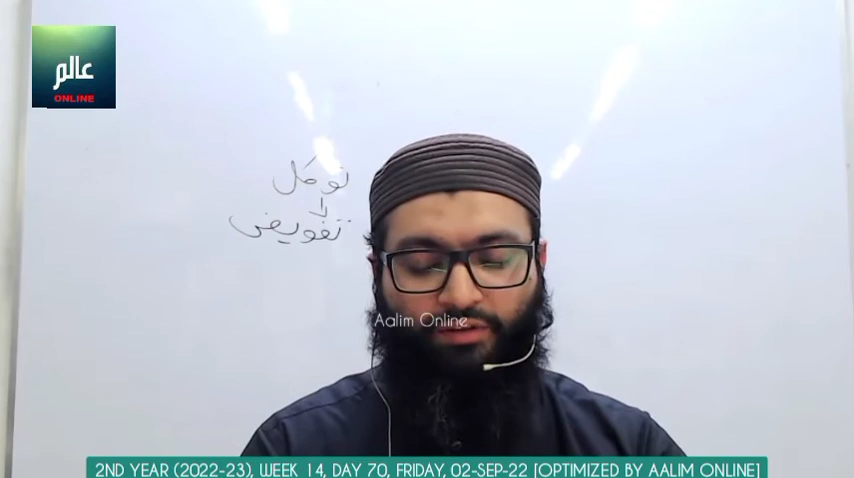 عالم
ONLINE
توکل
یا
تفویض
Aalim Online
2ND YEAR (2022-23), WEEK 14, DAY 70, FRIDAY, 02-SEP-22 [OPTIMIZED BY AALIM ONLINE]